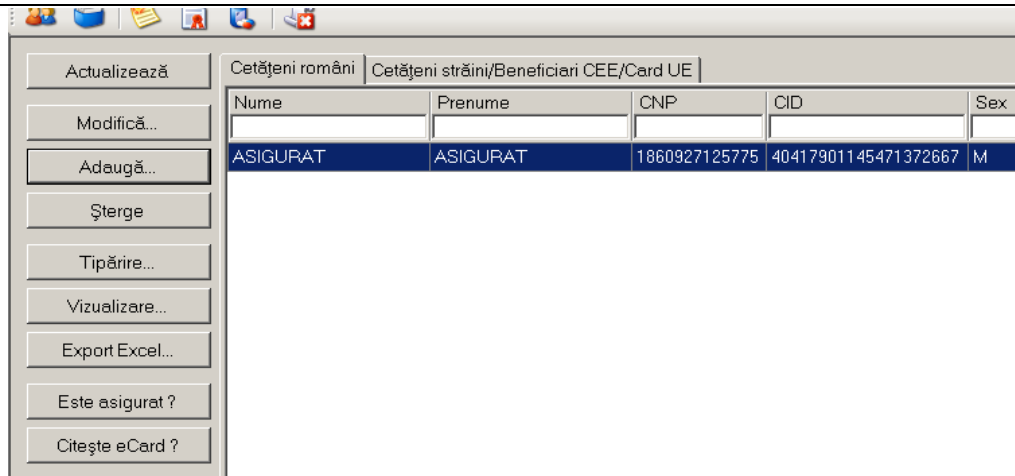 Actualizează
Modifică...
Adaugă...
Şterge
Tipărire...
Vizualizare...
Export Excel...
Este asigurat ?
Citeşte eCard ?
Cetăţeni români Cetăţeni străini/Beneficiari CEE/Card UE
Nume Prenume CNP CID Sex
ASIGURAT ASIGURAT 1860927125775 40417901145471372667 M